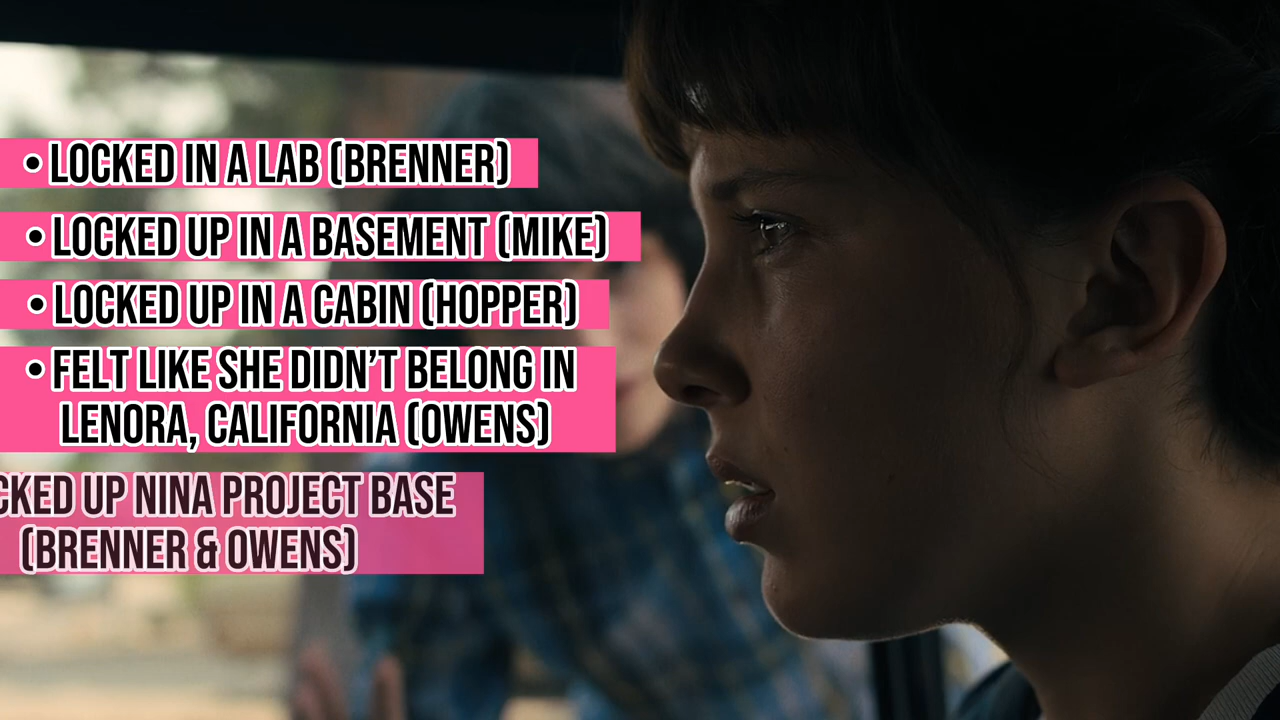 • LOCKED IN A LAB (BRENNER)
• LOCKED UP IN A BASEMENT (MIKE)
• LOCKED UP IN A CABIN (HOPPER)
• FELT LIKE SHE DIDN'T BELONG IN
LENORA, CALIFORNIA (OWENS)
CKED UP NINA PROJECT BASE
(BRENNER & OWENS)